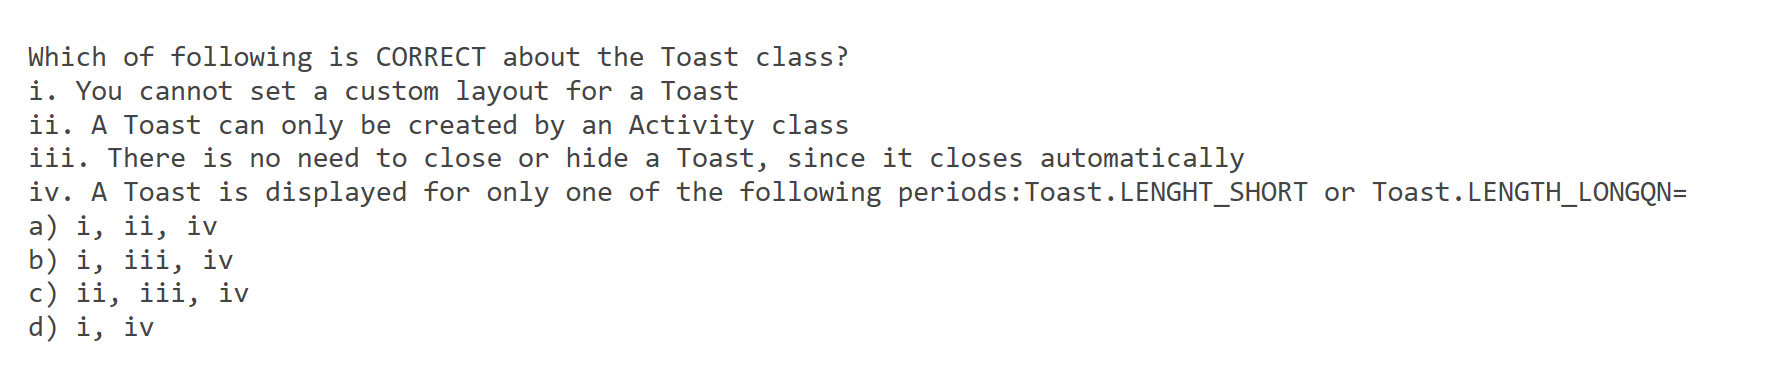 Which of following is CORRECT about the Toast class?
i. You cannot set a custom layout for a Toast
ii. A Toast can only be created by an Activity class
iii. There is no need to close or hide a Toast, since it closes automatically
iv. A Toast is displayed for only one of the following periods:Toast.LENGHT_SHORT or Toast.LENGTH_LONGQN=
a) i, ii, iv
b) i, iii, iv
c) ii, iii, iv
d) i, iv